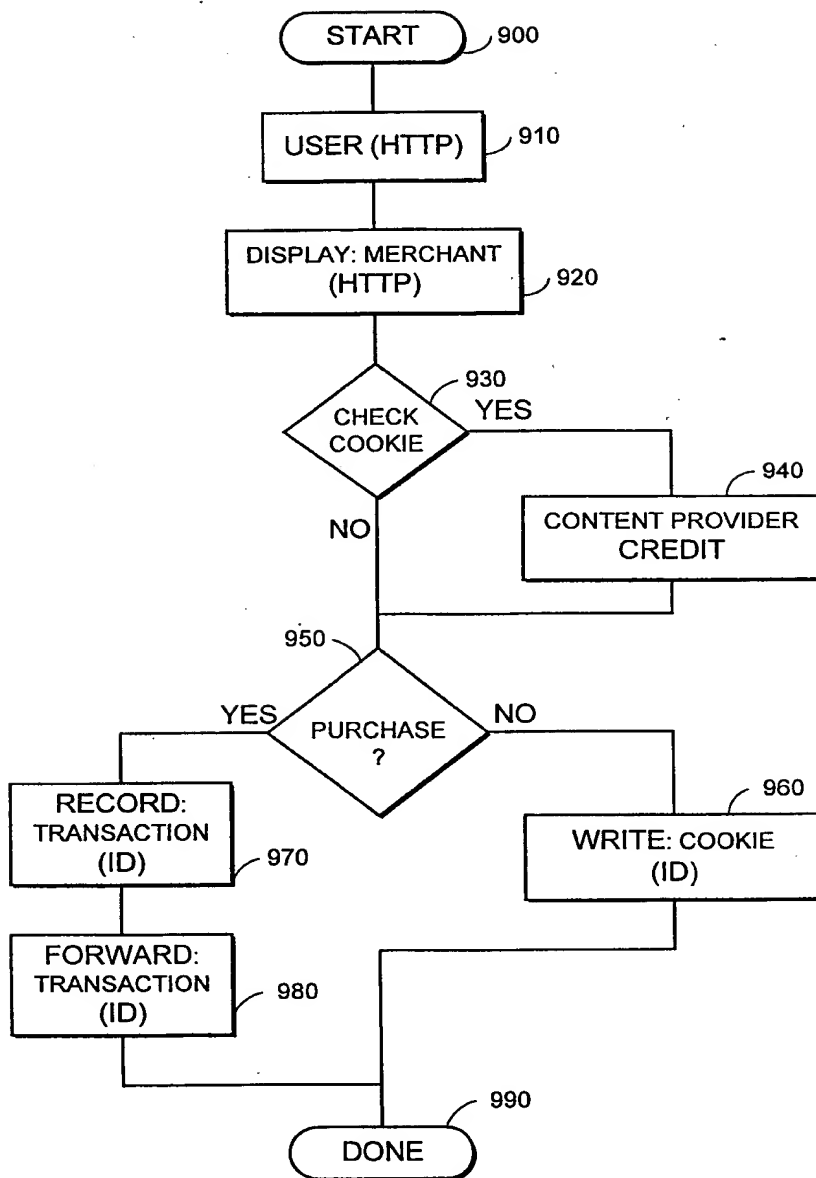 START
900
USER (HTTP)
910
DISPLAY: MERCHANT
(HTTP)
920
930
CHECK
COOKIE
YES
NO
940
CONTENT PROVIDER
CREDIT
950
PURCHASE
?
YES
NO
RECORD:
TRANSACTION
(ID)
970
960
WRITE: COOKIE
(ID)
FORWARD:
TRANSACTION
(ID)
980
990
DONE